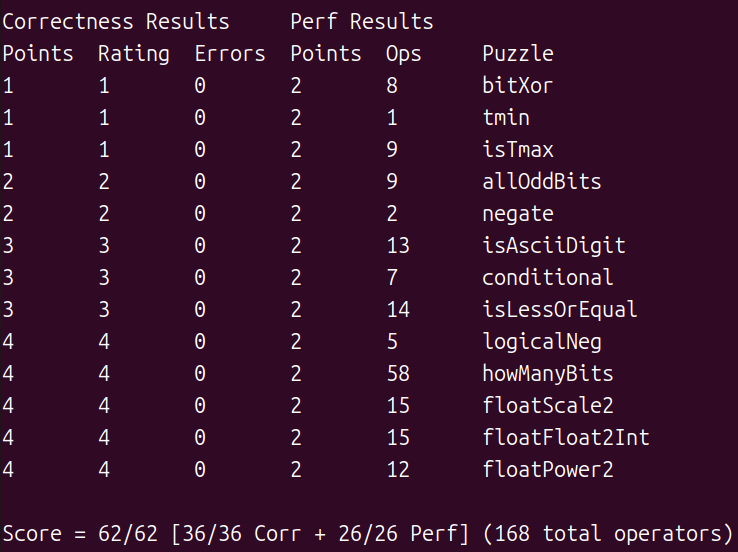 Correctness Results     Perf Results
Points  Rating  Errors  Points  Ops     Puzzle
1       1       0       2       8       bitXor
1       1       0       2       1       tmin
1       1       0       2       9       isTmax
2       2       0       2       9       allOddBits
2       2       0       2       2       negate
3       3       0       2       13      isAsciiDigit
3       3       0       2       7       conditional
3       3       0       2       14      isLessOrEqual
4       4       0       2       5       logicalNeg
4       4       0       2       58      howManyBits
4       4       0       2       15      floatScale2
4       4       0       2       15      floatFloat2Int
4       4       0       2       12      floatPower2
Score = 62/62 [36/36 Corr + 26/26 Perf] (168 total operators)